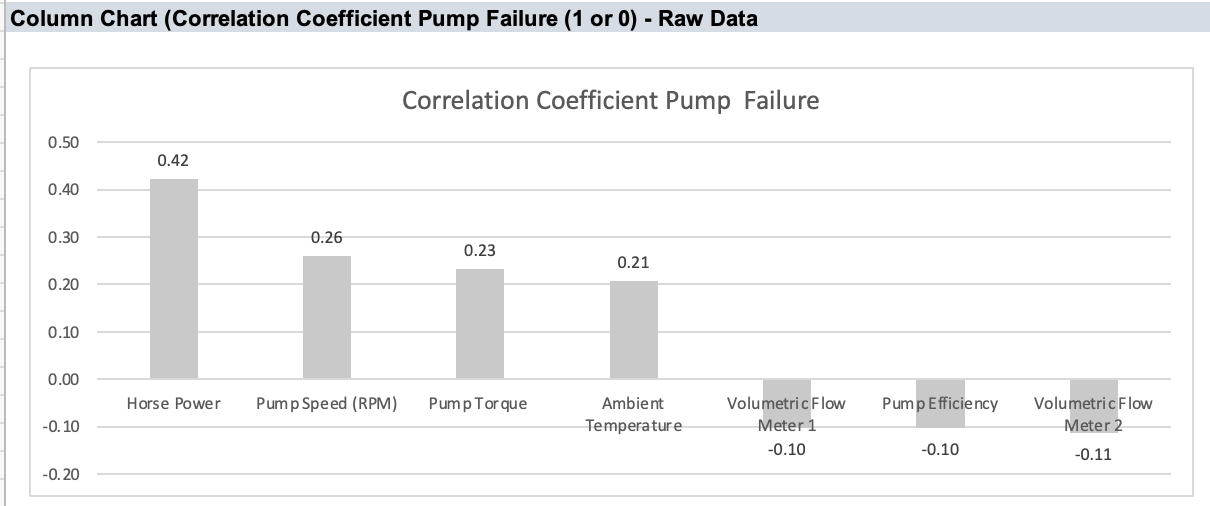 Column Chart (Correlation Coefficient Pump Failure (1 or 0) - Raw Data
Correlation Coefficient Pump Failure
0.50
0.42
0.40
0.30
0.26
0.23
0.21
0.20
0.10
0.00
Horse Power
Pump Speed (RPM)
Pump Torque
Ambient
Temperature
Volumetric Flow
Meter 1
Pump Efficiency
Volumetric Flow
Meter 2
-0.10
-0.10
-0.10
-0.11
-0.20